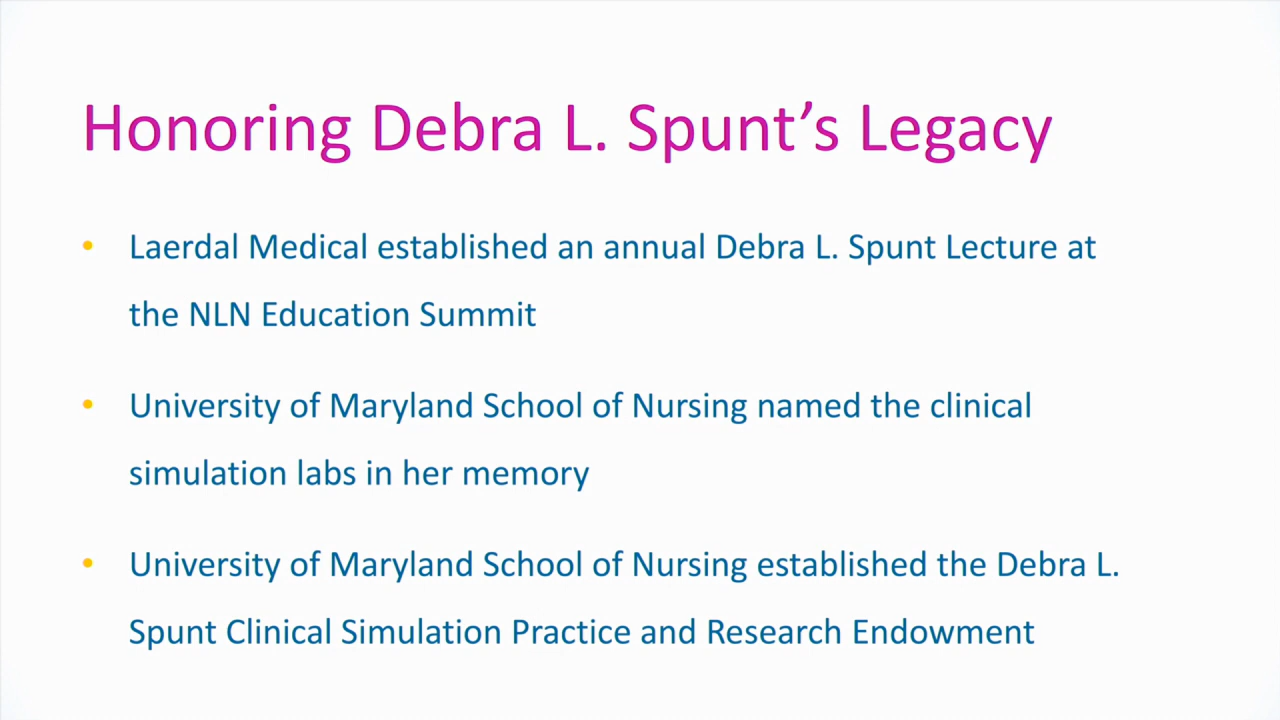 Honoring Debra L. Spunt’s Legacy
• Laerdal Medical established an annual Debra L. Spunt Lecture at
the NLN Education Summit
• University of Maryland School of Nursing named the clinical
simulation labs in her memory
• University of Maryland School of Nursing established the Debra L.
Spunt Clinical Simulation Practice and Research Endowment